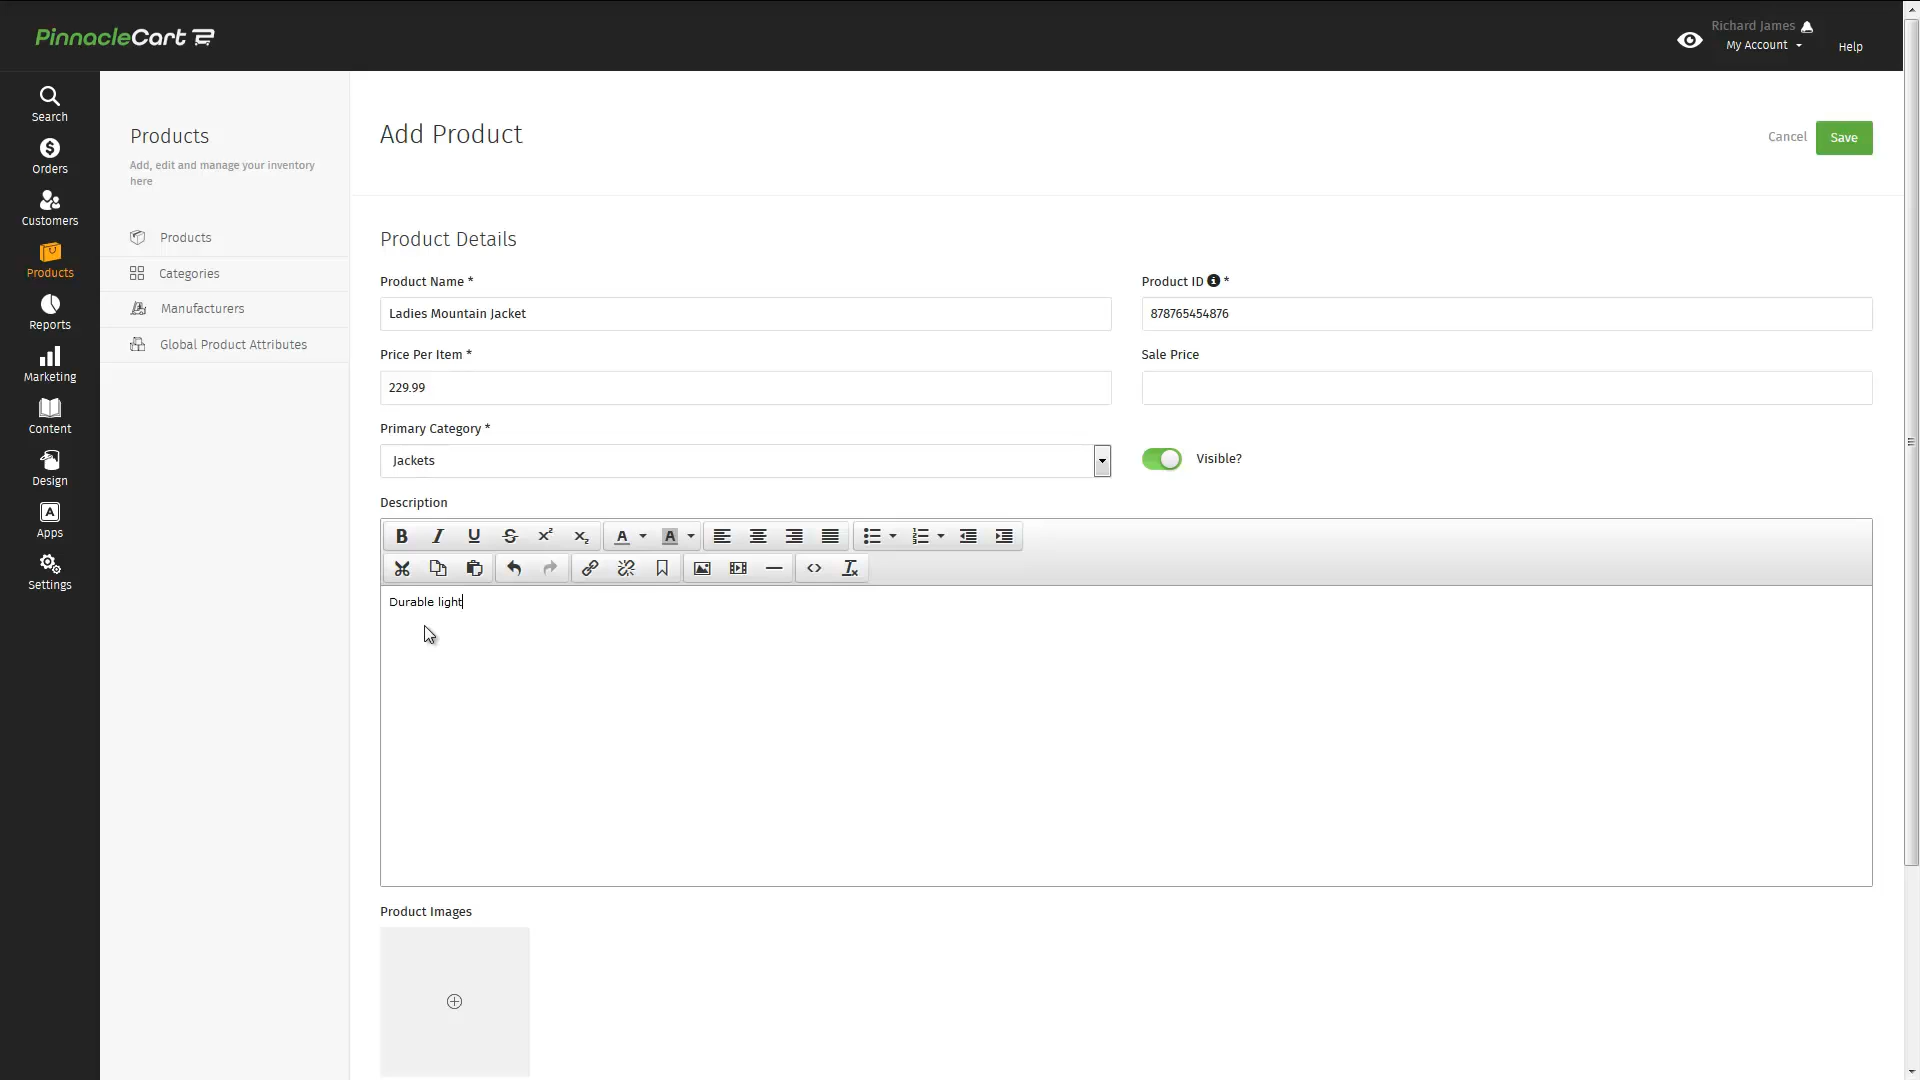 PinnacleCart
Richard James
My Account
Help
Search
Orders
Customers
Products
Reports
Marketing
Content
Design
Apps
Settings
Products
Add, edit and manage your inventory
here
Products
Categories
Manufacturers
Global Product Attributes
Add Product
Cancel
Save
Product Details
Product Name *
Ladies Mountain Jacket
Product ID *
878765454876
Price Per Item *
229.99
Sale Price
Primary Category *
Jackets
Visible?
Description
Durable light
Product Images